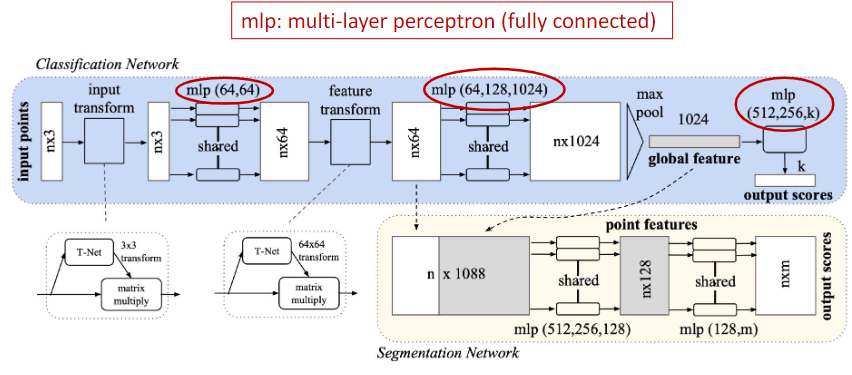 mlp: multi-layer perceptron (fully connected)
Classification Network
input points
nx3
input
transform
nx3
mlp (64,64)
shared
nx64
feature
transform
nx64
mlp (64,128,1024)
shared
nx1024
max
pool
1024
global feature
mlp
(512,256,k)
k
output scores
T-Net
3x3
transform
matrix
multiply
T-Net
64x64
transform
matrix
multiply
point features
n x 1088
shared
mlp (512,256,128)
nx128
shared
mlp (128,m)
nxm
output scores
Segmentation Network